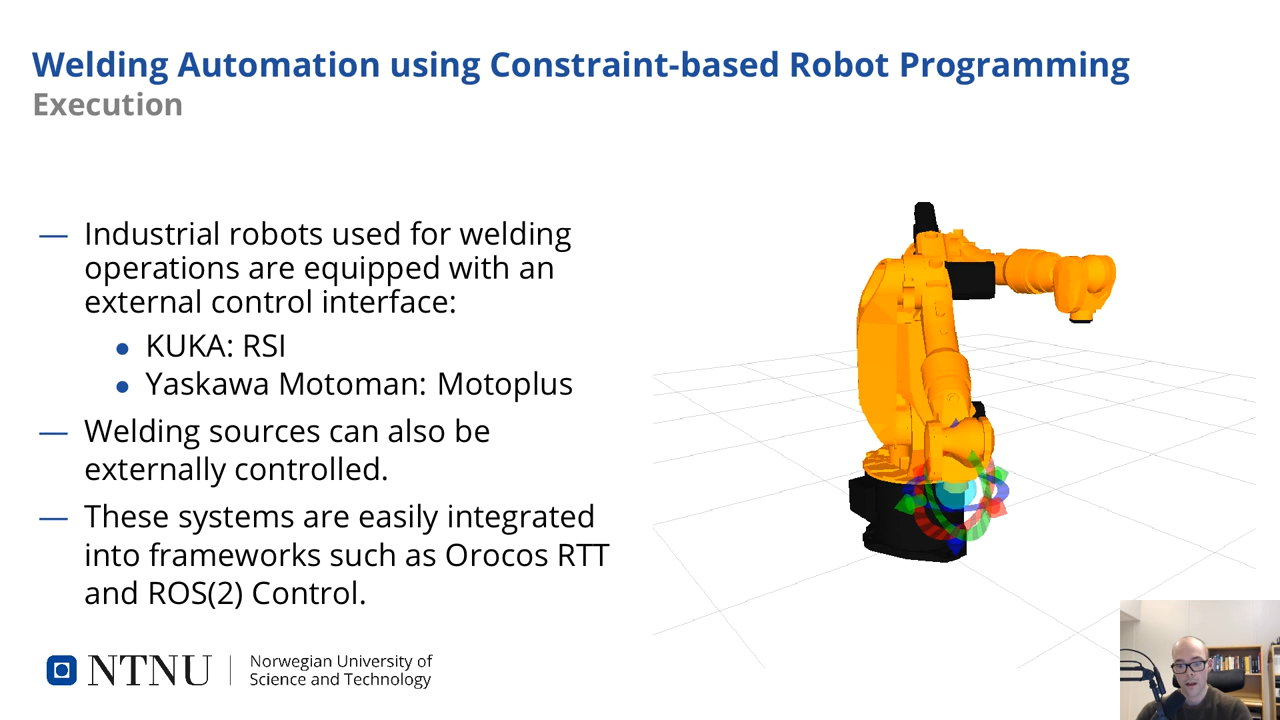 Welding Automation using Constraint-based Robot Programming
Execution
— Industrial robots used for welding
operations are equipped with an
external control interface:
• KUKA: RSI
• Yaskawa Motoman: Motoplus
— Welding sources can also be
externally controlled.
— These systems are easily integrated
into frameworks such as Orocos RTT
and ROS(2) Control.
NTNU
Norwegian University of
Science and Technology